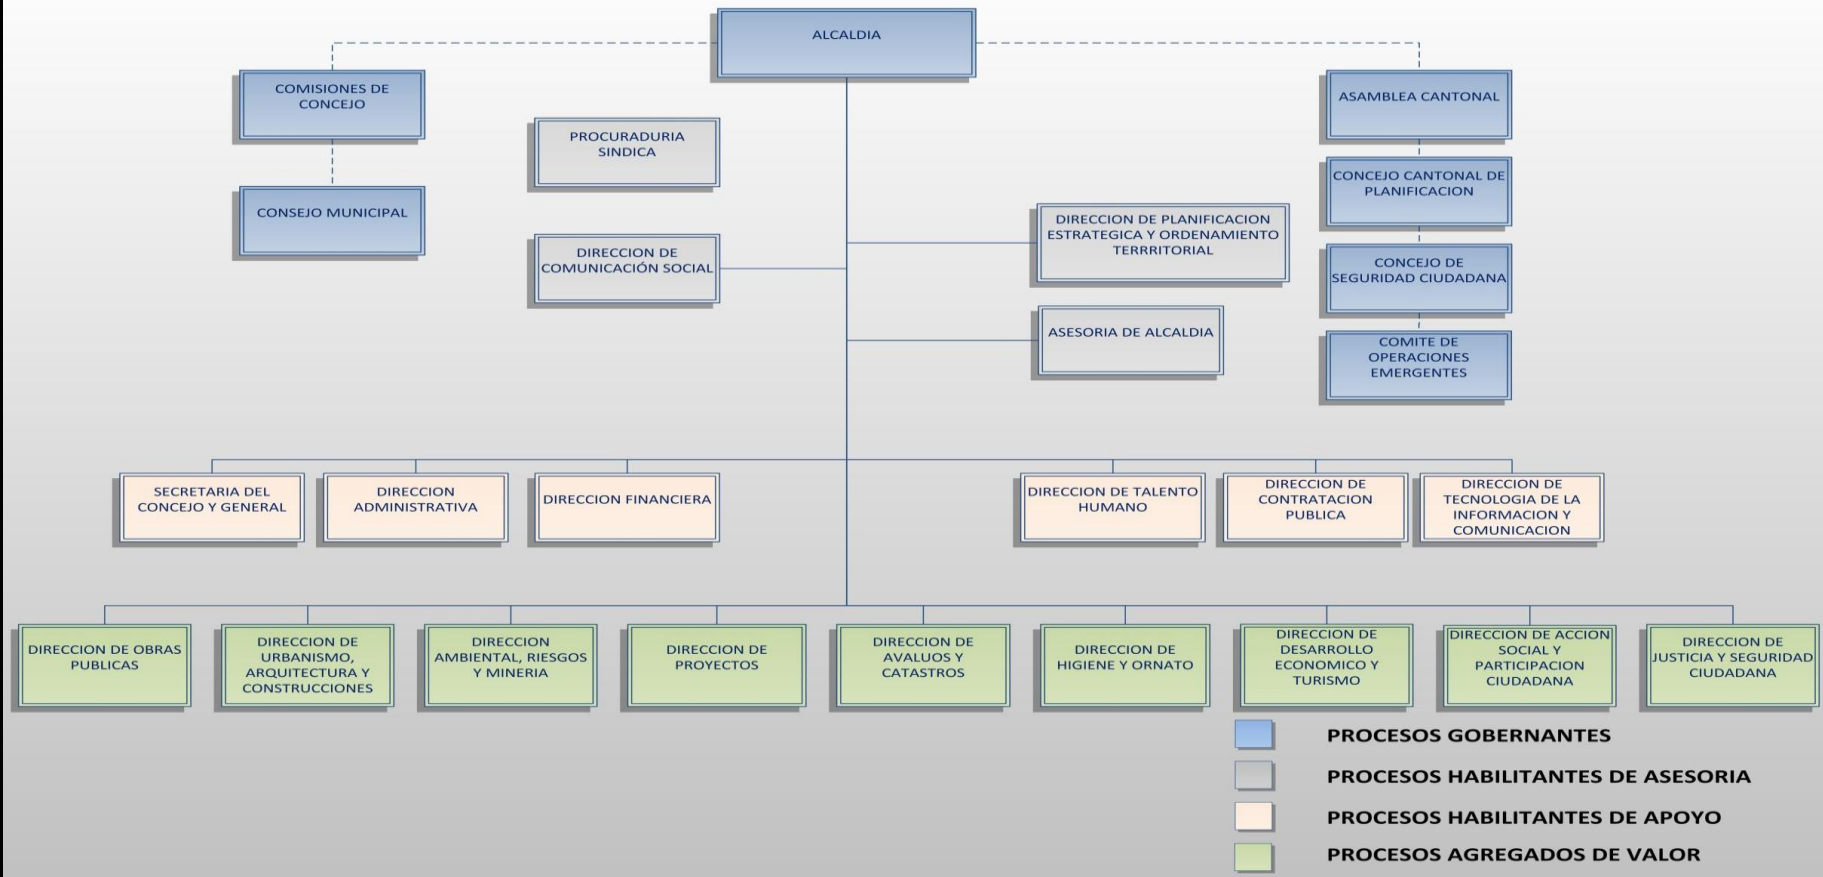 ALCALDIA
COMISIONES DE
CONCEJO
CONSEJO MUNICIPAL
PROCURADURIA
SINDICA
DIRECCION DE
COMUNICACIÓN SOCIAL
DIRECCION DE PLANIFICACION
ESTRATEGICA Y ORDENAMIENTO
TERRRITORIAL
ASESORIA DE ALCALDIA
ASAMBLEA CANTONAL
CONCEJO CANTONAL DE
PLANIFICACION
CONCEJO DE
SEGURIDAD CIUDADANA
COMITE DE
OPERACIONES
EMERGENTES
SECRETARIA DEL
CONCEJO Y GENERAL
DIRECCION
ADMINISTRATIVA
DIRECCION FINANCIERA
DIRECCION DE TALENTO
HUMANO
DIRECCION DE
CONTRATACION
PUBLICA
DIRECCION DE
TECNOLOGIA DE LA
INFORMACION Y
COMUNICACION
DIRECCION DE OBRAS
PUBLICAS
DIRECCION DE
URBANISMO,
ARQUITECTURA Y
CONSTRUCCIONES
DIRECCION
AMBIENTAL, RIESGOS
Y MINERIA
DIRECCION DE
PROYECTOS
DIRECCION DE
AVALUOS Y
CATASTROS
DIRECCION DE
HIGIENE Y ORNATO
DIRECCION DE
DESARROLLO
ECONOMICO Y
TURISMO
DIRECCION DE ACCION
SOCIAL Y
PARTICIPACION
CIUDADANA
DIRECCION DE
JUSTICIA Y SEGURIDAD
CIUDADANA
PROCESOS GOBERNANTES
PROCESOS HABILITANTES DE ASESORIA
PROCESOS HABILITANTES DE APOYO
PROCESOS AGREGADOS DE VALOR